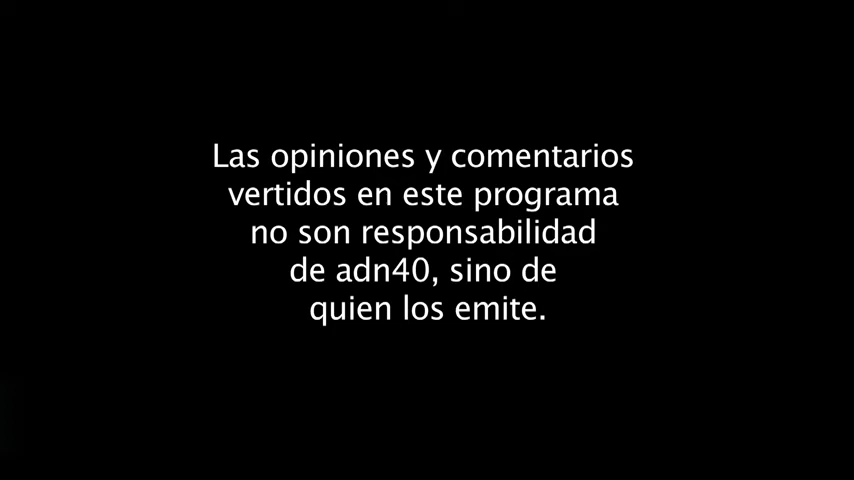 Las opiniones y comentarios
vertidos en este programa
no son responsabilidad
de adn40, sino de
quien los emite.